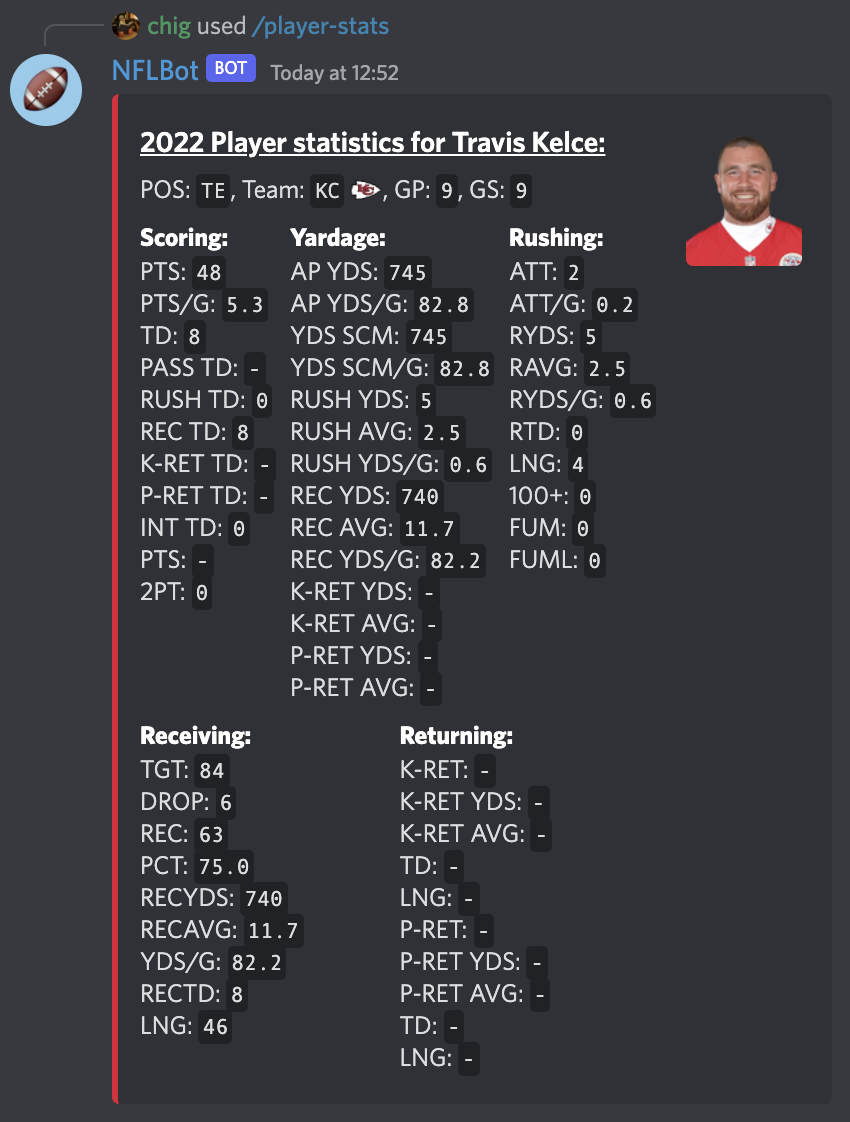 chig used /player-stats
NFLBot BOT Today at 12:52
2022 Player statistics for Travis Kelce:
POS: TE, Team: KC, GP: 9, GS: 9
Scoring:
PTS: 48
PTS/G: 5.3
TD: 8
PASS TD: -
RUSH TD: 0
REC TD: 8
K-RET TD: -
P-RET TD: -
INT TD: 0
PTS: -
2PT: 0
Yardage:
AP YDS: 745
AP YDS/G: 82.8
YDS SCM: 745
YDS SCM/G: 82.8
RUSH YDS: 5
RUSH AVG: 2.5
RUSH YDS/G: 0.6
REC YDS: 740
REC AVG: 11.7
REC YDS/G: 82.2
K-RET YDS: -
K-RET AVG: -
P-RET YDS: -
P-RET AVG: -
Rushing:
ATT: 2
ATT/G: 0.2
RYDS: 5
RAVG: 2.5
RYDS/G: 0.6
RTD: 0
LNG: 4
100+: 0
FUM: 0
FUML: 0
Receiving:
TGT: 84
DROP: 6
REC: 63
PCT: 75.0
RECYDS: 740
RECAVG: 11.7
YDS/G: 82.2
RECTD: 8
LNG: 46
Returning:
K-RET: -
K-RET YDS: -
K-RET AVG: -
TD: -
LNG: -
P-RET: -
P-RET YDS: -
P-RET AVG: -
TD: -
LNG: -